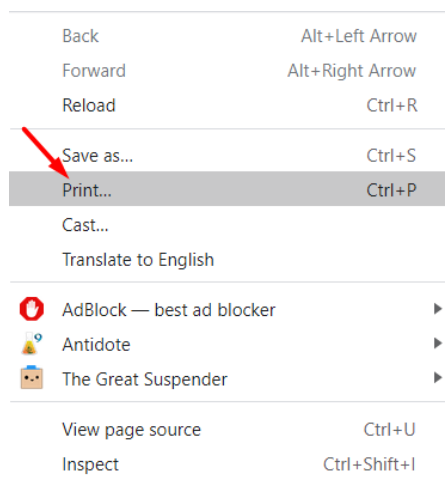 Back Alt+Left Arrow
Forward Alt+Right Arrow
Reload Ctrl+R
Save as... Ctrl+S
Print... Ctrl+P
Cast...
Translate to English
AdBlock — best ad blocker
Antidote
The Great Suspender
View page source Ctrl+U
Inspect Ctrl+Shift+I